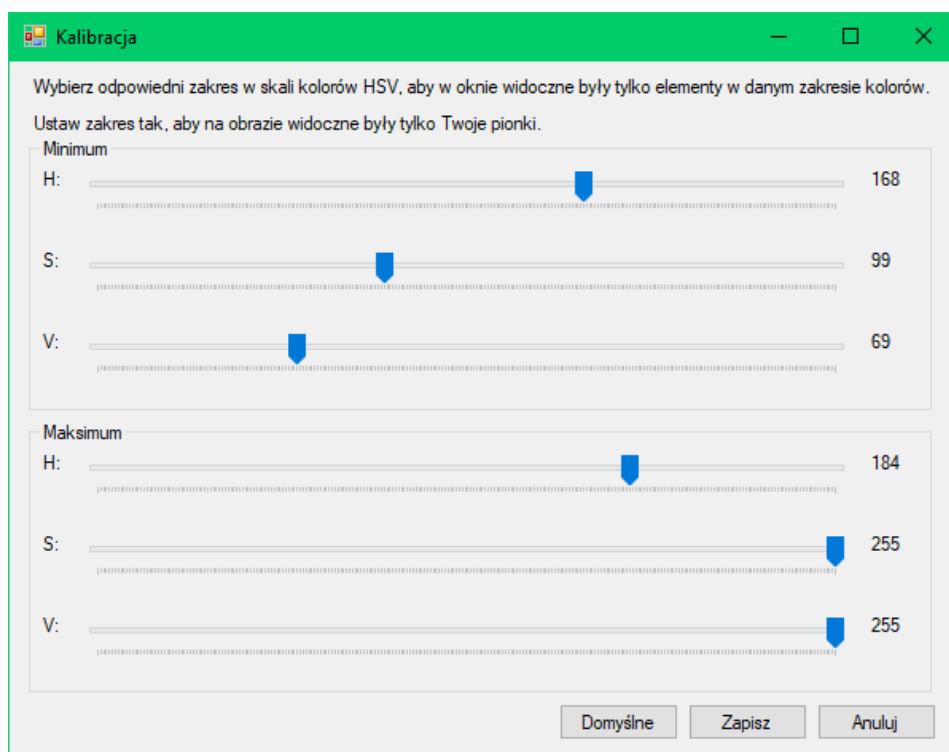 Kalibracja
Wybierz odpowiedni zakres w skali kolorów HSV, aby w oknie widoczne były tylko elementy w danym zakresie kolorów.
Ustaw zakres tak, aby na obrazie widoczne były tylko Twoje pionki.
Minimum
H: 168
S: 99
V: 69
Maksimum
H: 184
S: 255
V: 255
Domyślne Zapisz Anuluj